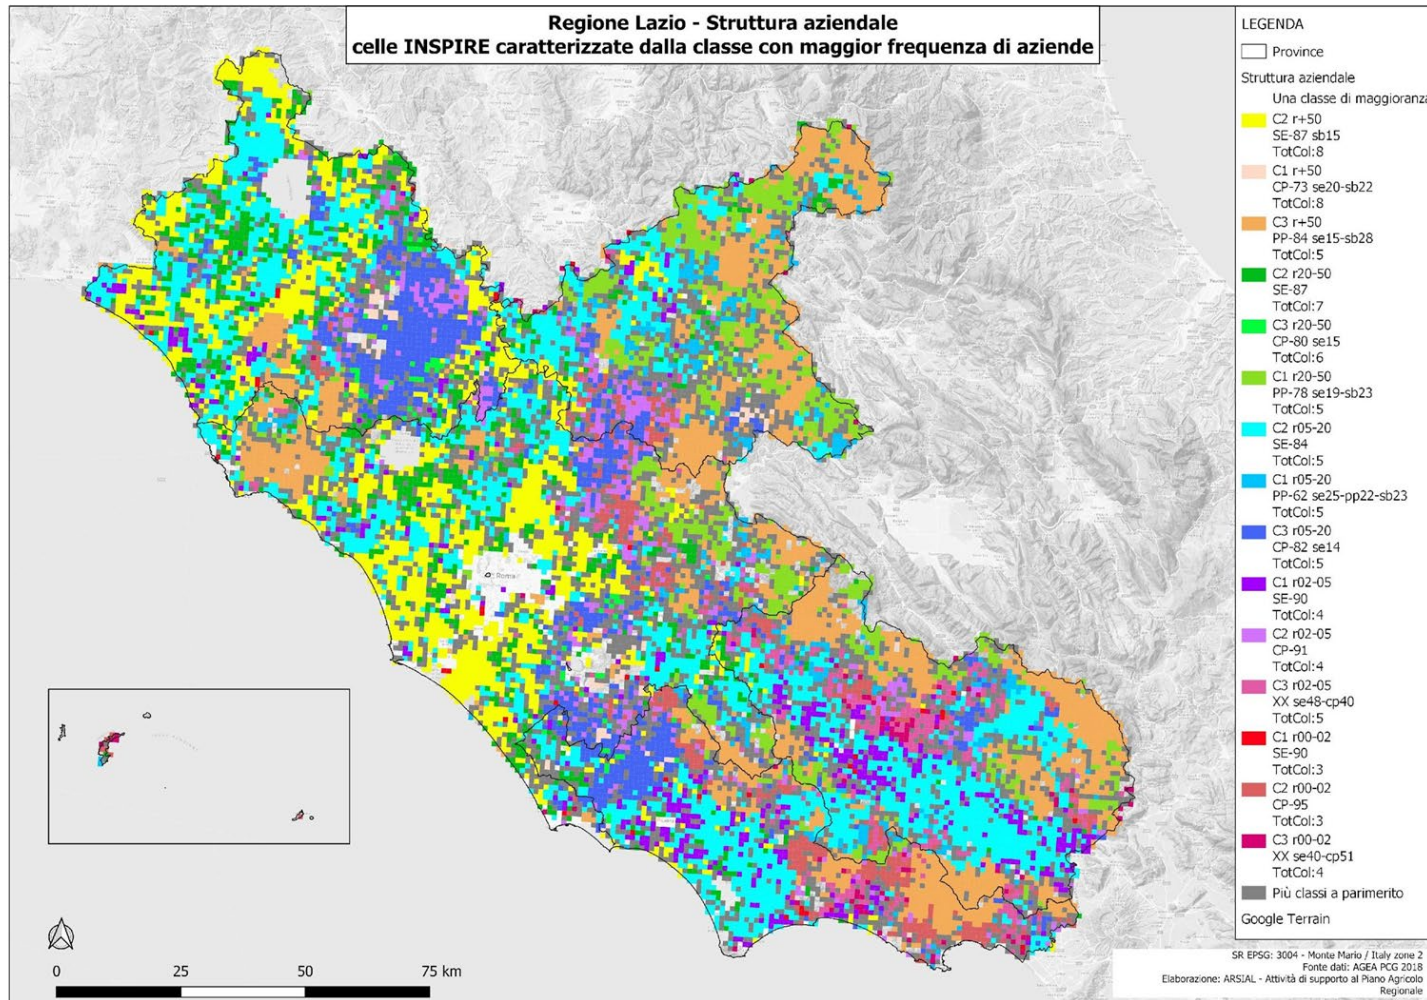 Regione Lazio - Struttura aziendale
celle INSPIRE caratterizzate dalla classe con maggior frequenza di aziende
LEGENDA
Province
Struttura aziendale
Una classe di maggioranza
C2 r+50
SE-87 sb15
TotCol:8
C1 r+50
CP-73 se20-sb22
TotCol:8
C3 r+50
PP-84 se15-sb28
TotCol:5
C2 r20-50
SE-87
TotCol:7
C3 r20-50
CP-80 se15
TotCol:6
C1 r20-50
PP-78 se19-sb23
TotCol:5
C2 r05-20
SE-84
TotCol:5
C1 r05-20
PP-62 se25-pp22-sb23
TotCol:5
C3 r05-20
CP-82 se14
TotCol:5
C1 r02-05
SE-90
TotCol:4
C2 r02-05
CP-91
TotCol:4
C3 r02-05
XX se48-cp40
TotCol:5
C1 r00-02
SE-90
TotCol:3
C2 r00-02
CP-95
TotCol:3
C3 r00-02
XX se40-cp51
TotCol:4
Più classi a parimerito
Google Terrain
Roma
0 25 50 75 km
SR EPSG: 3004 - Monte Mario / Italy zone 2
Fonte dati: AGEA PCG 2018
Elaborazione: ARSIAL - Attività di supporto al Piano Agricolo
Regionale